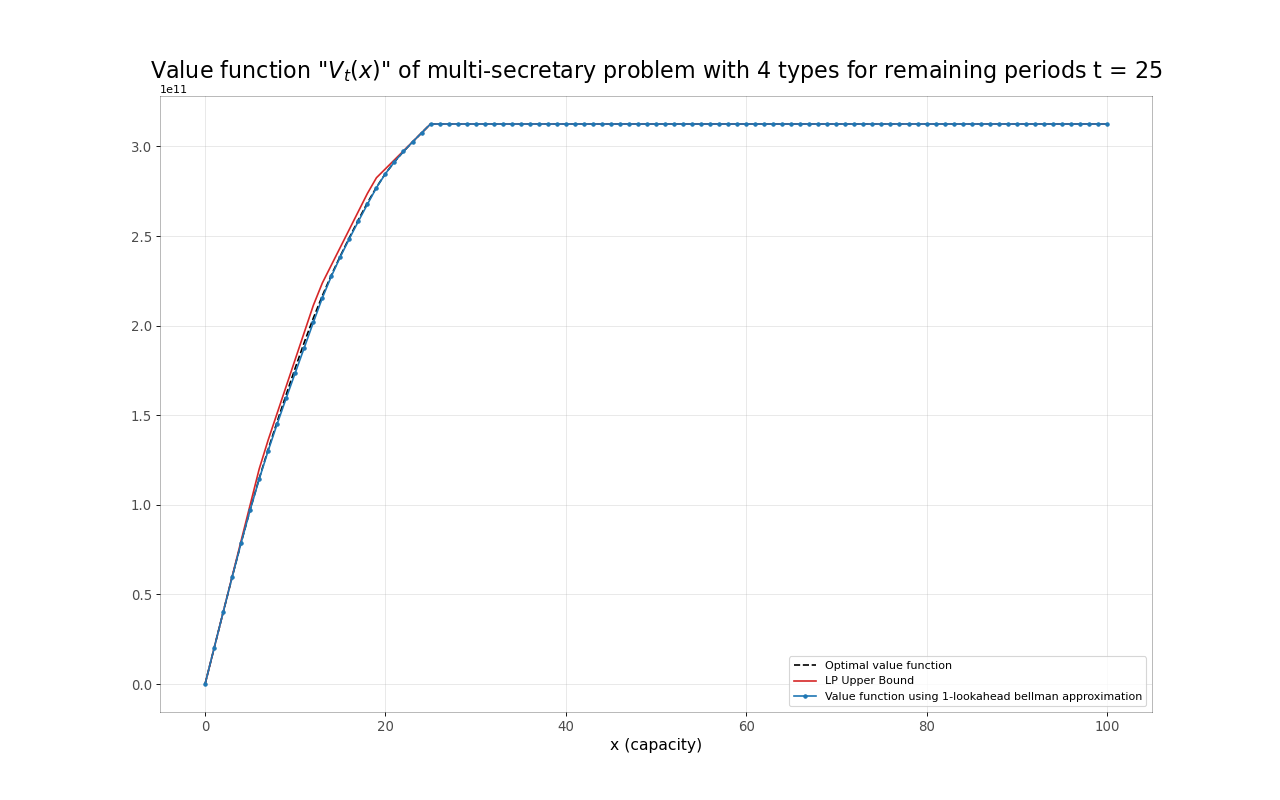 Value function "V_t(x)" of multi-secretary problem with 4 types for remaining periods t = 25
1e11
3.0
2.5
2.0
1.5
1.0
0.5
0.0
Optimal value function
LP Upper Bound
Value function using 1-lookahead bellman approximation
0 20 40 60 80 100
x (capacity)